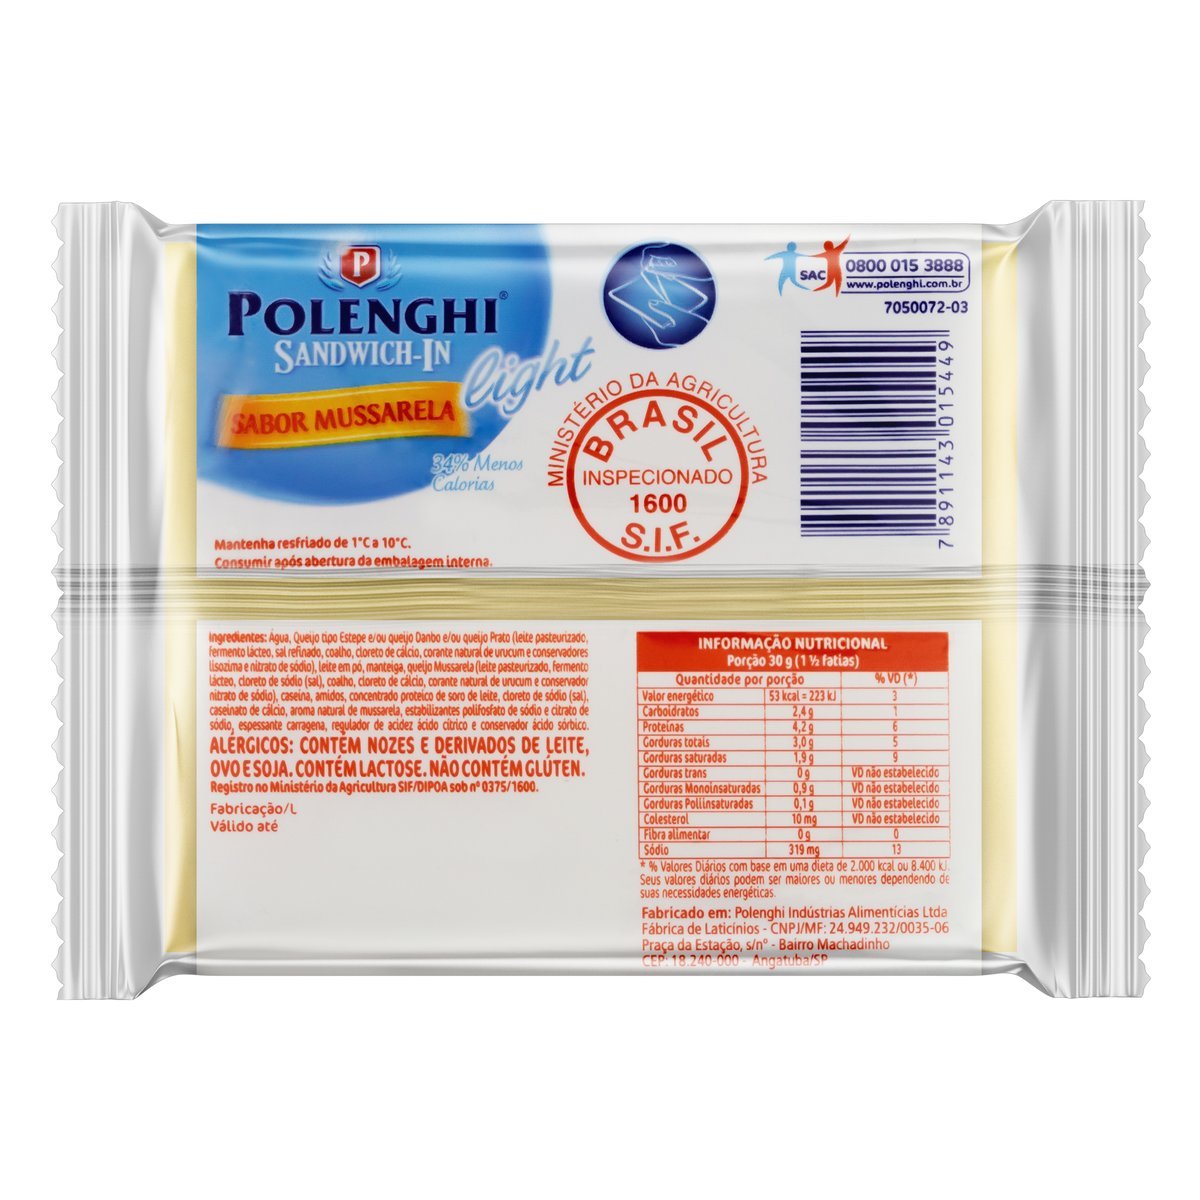 P
POLENGHI®
SANDWICH-IN
light
SABOR MUSSARELA
34% Menos
Calorias
Mantenha resfriado de 1°C a 10°C.
Consumir após abertura da embalagem interna.
MINISTÉRIO DA AGRICULTURA
BRASIL
INSPECIONADO
1600
S.I.F.
SAC
0800 015 3888
www.polenghi.com.br
7050072-03
7 891143 015449
Ingredientes: Água, Queijo tipo Estepe e/ou queijo Danbo e/ou queijo Prato (leite pasteurizado,
fermento lácteo, sal refinado, coalho, cloreto de cálcio, corante natural de urucum e conservadores
lisozima e nitrato de sódio), leite em pó, manteiga, queijo Mussarela (leite pasteurizado, fermento
lácteo, cloreto de sódio (sal), coalho, cloreto de cálcio, corante natural de urucum e conservador
nitrato de sódio), caseína, amidos, concentrado proteico de soro de leite, cloreto de sódio (sal),
caseinato de cálcio, aroma natural de mussarela, estabilizantes polifosfato de sódio e citrato de
sódio, espessante carragena, regulador de acidez ácido cítrico e conservador ácido sórbico.
ALÉRGICOS: CONTÉM NOZES E DERIVADOS DE LEITE,
OVO E SOJA. CONTÉM LACTOSE. NÃO CONTÉM GLÚTEN.
Registro no Ministério da Agricultura SIF/DIPOA sob nº 0375/1600.
Fabricação/L
Válido até
INFORMAÇÃO NUTRICIONAL
Porção 30 g (1 ½ fatias)
Quantidade por porção % VD (*)
Valor energético 53 kcal = 223 kJ 3
Carboidratos 2,4 g 1
Proteínas 4,2 g 6
Gorduras totais 3,0 g 5
Gorduras saturadas 1,9 g 9
Gorduras trans 0 g VD não estabelecido
Gorduras Monoinsaturadas 0,9 g VD não estabelecido
Gorduras Poliinsaturadas 0,1 g VD não estabelecido
Colesterol 10 mg VD não estabelecido
Fibra alimentar 0 g 0
Sódio 319 mg 13
* % Valores Diários com base em uma dieta de 2.000 kcal ou 8.400 kJ.
Seus valores diários podem ser maiores ou menores dependendo de
suas necessidades energéticas.
Fabricado em: Polenghi Indústrias Alimentícias Ltda
Fábrica de Laticínios - CNPJ/MF: 24.949.232/0035-06
Praça da Estação, s/nº - Bairro Machadinho
CEP: 18.240-000 - Angatuba/SP